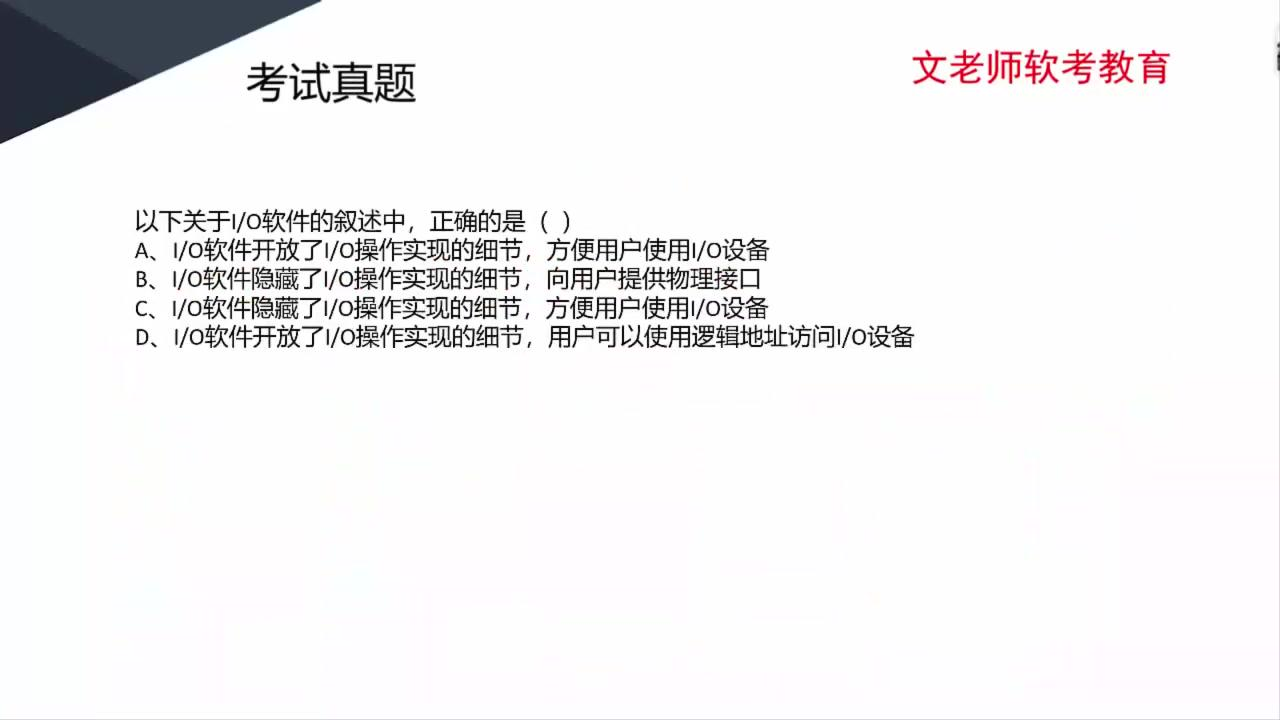 考试真题
文老师软考教育
以下关于I/O软件的叙述中，正确的是（ ）
A、I/O软件开放了I/O操作实现的细节，方便用户使用I/O设备
B、I/O软件隐藏了I/O操作实现的细节，向用户提供物理接口
C、I/O软件隐藏了I/O操作实现的细节，方便用户使用I/O设备
D、I/O软件开放了I/O操作实现的细节，用户可以使用逻辑地址访问I/O设备